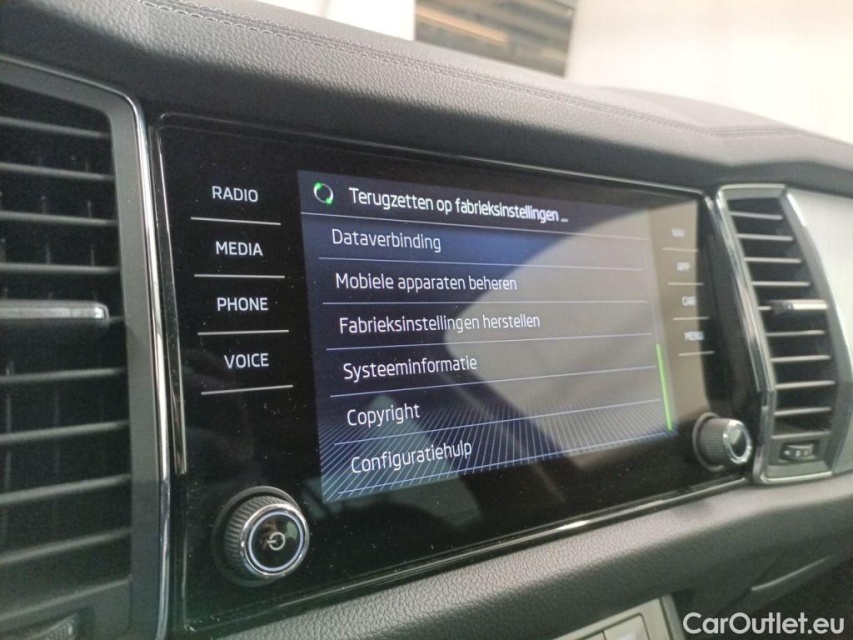 RADIO
MEDIA
PHONE
VOICE
Terugzetten op fabrieksinstellingen ...
Dataverbinding
Mobiele apparaten beheren
Fabrieksinstellingen herstellen
Systeeminformatie
Copyright
Configuratiehulp
CAR
MENU
CarOutlet.eu